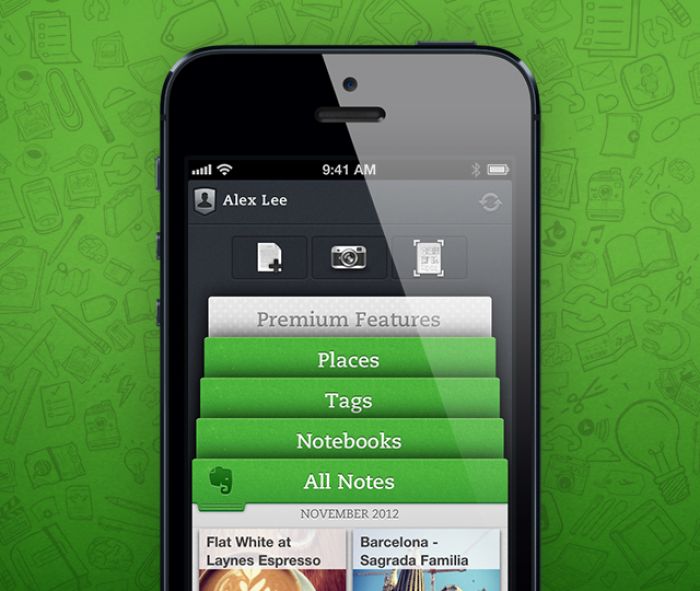 9:41 AM
Alex Lee
Premium Features
Places
Tags
Notebooks
All Notes
NOVEMBER 2012
Flat White at
Laynes Espresso
Barcelona -
Sagrada Familia